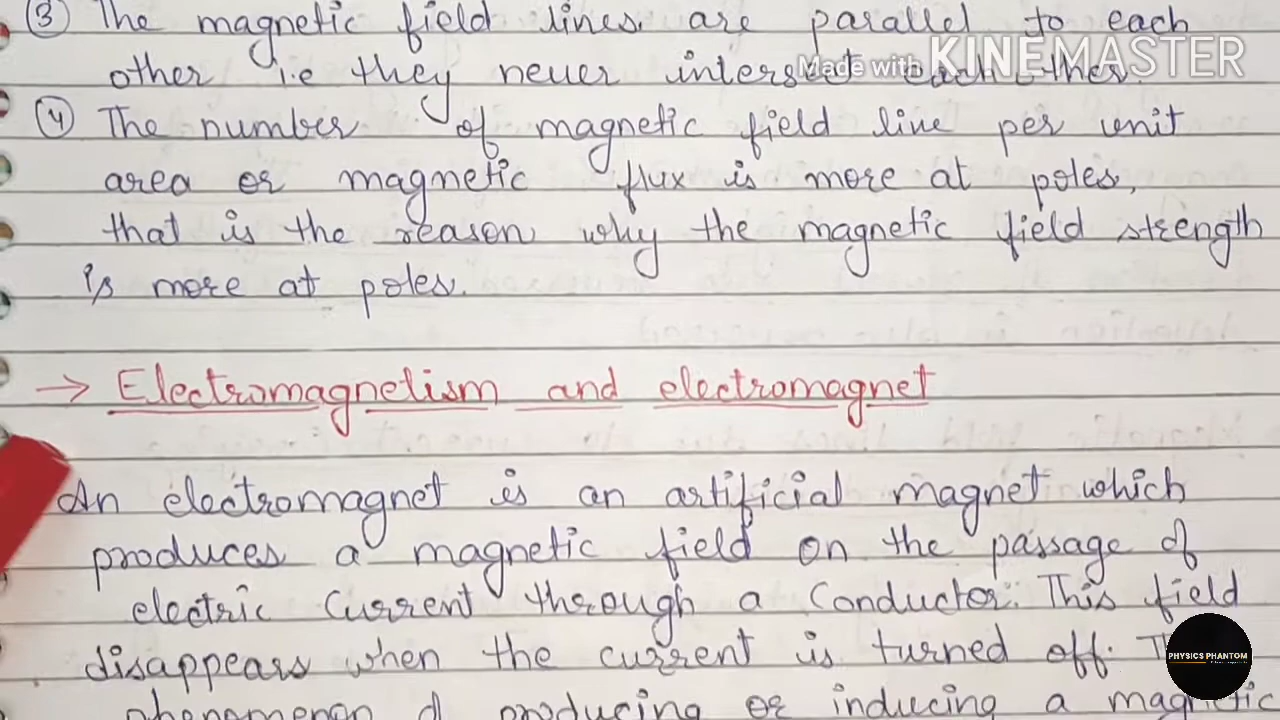 ③ The magnetic field lines are parallel to each
other i.e they never intersect each other.
Made with KINEMASTER
④ The number of magnetic field line per unit
area or magnetic flux is more at poles,
that is the reason why the magnetic field strength
is more at poles.
→ Electromagnetism and electromagnet
An electromagnet is an artificial magnet which
produces a magnetic field on the passage of
electric current through a conductor. This field
disappears when the current is turned off.
PHYSICS PHANTOM
phenomenon of producing or inducing a magnetic